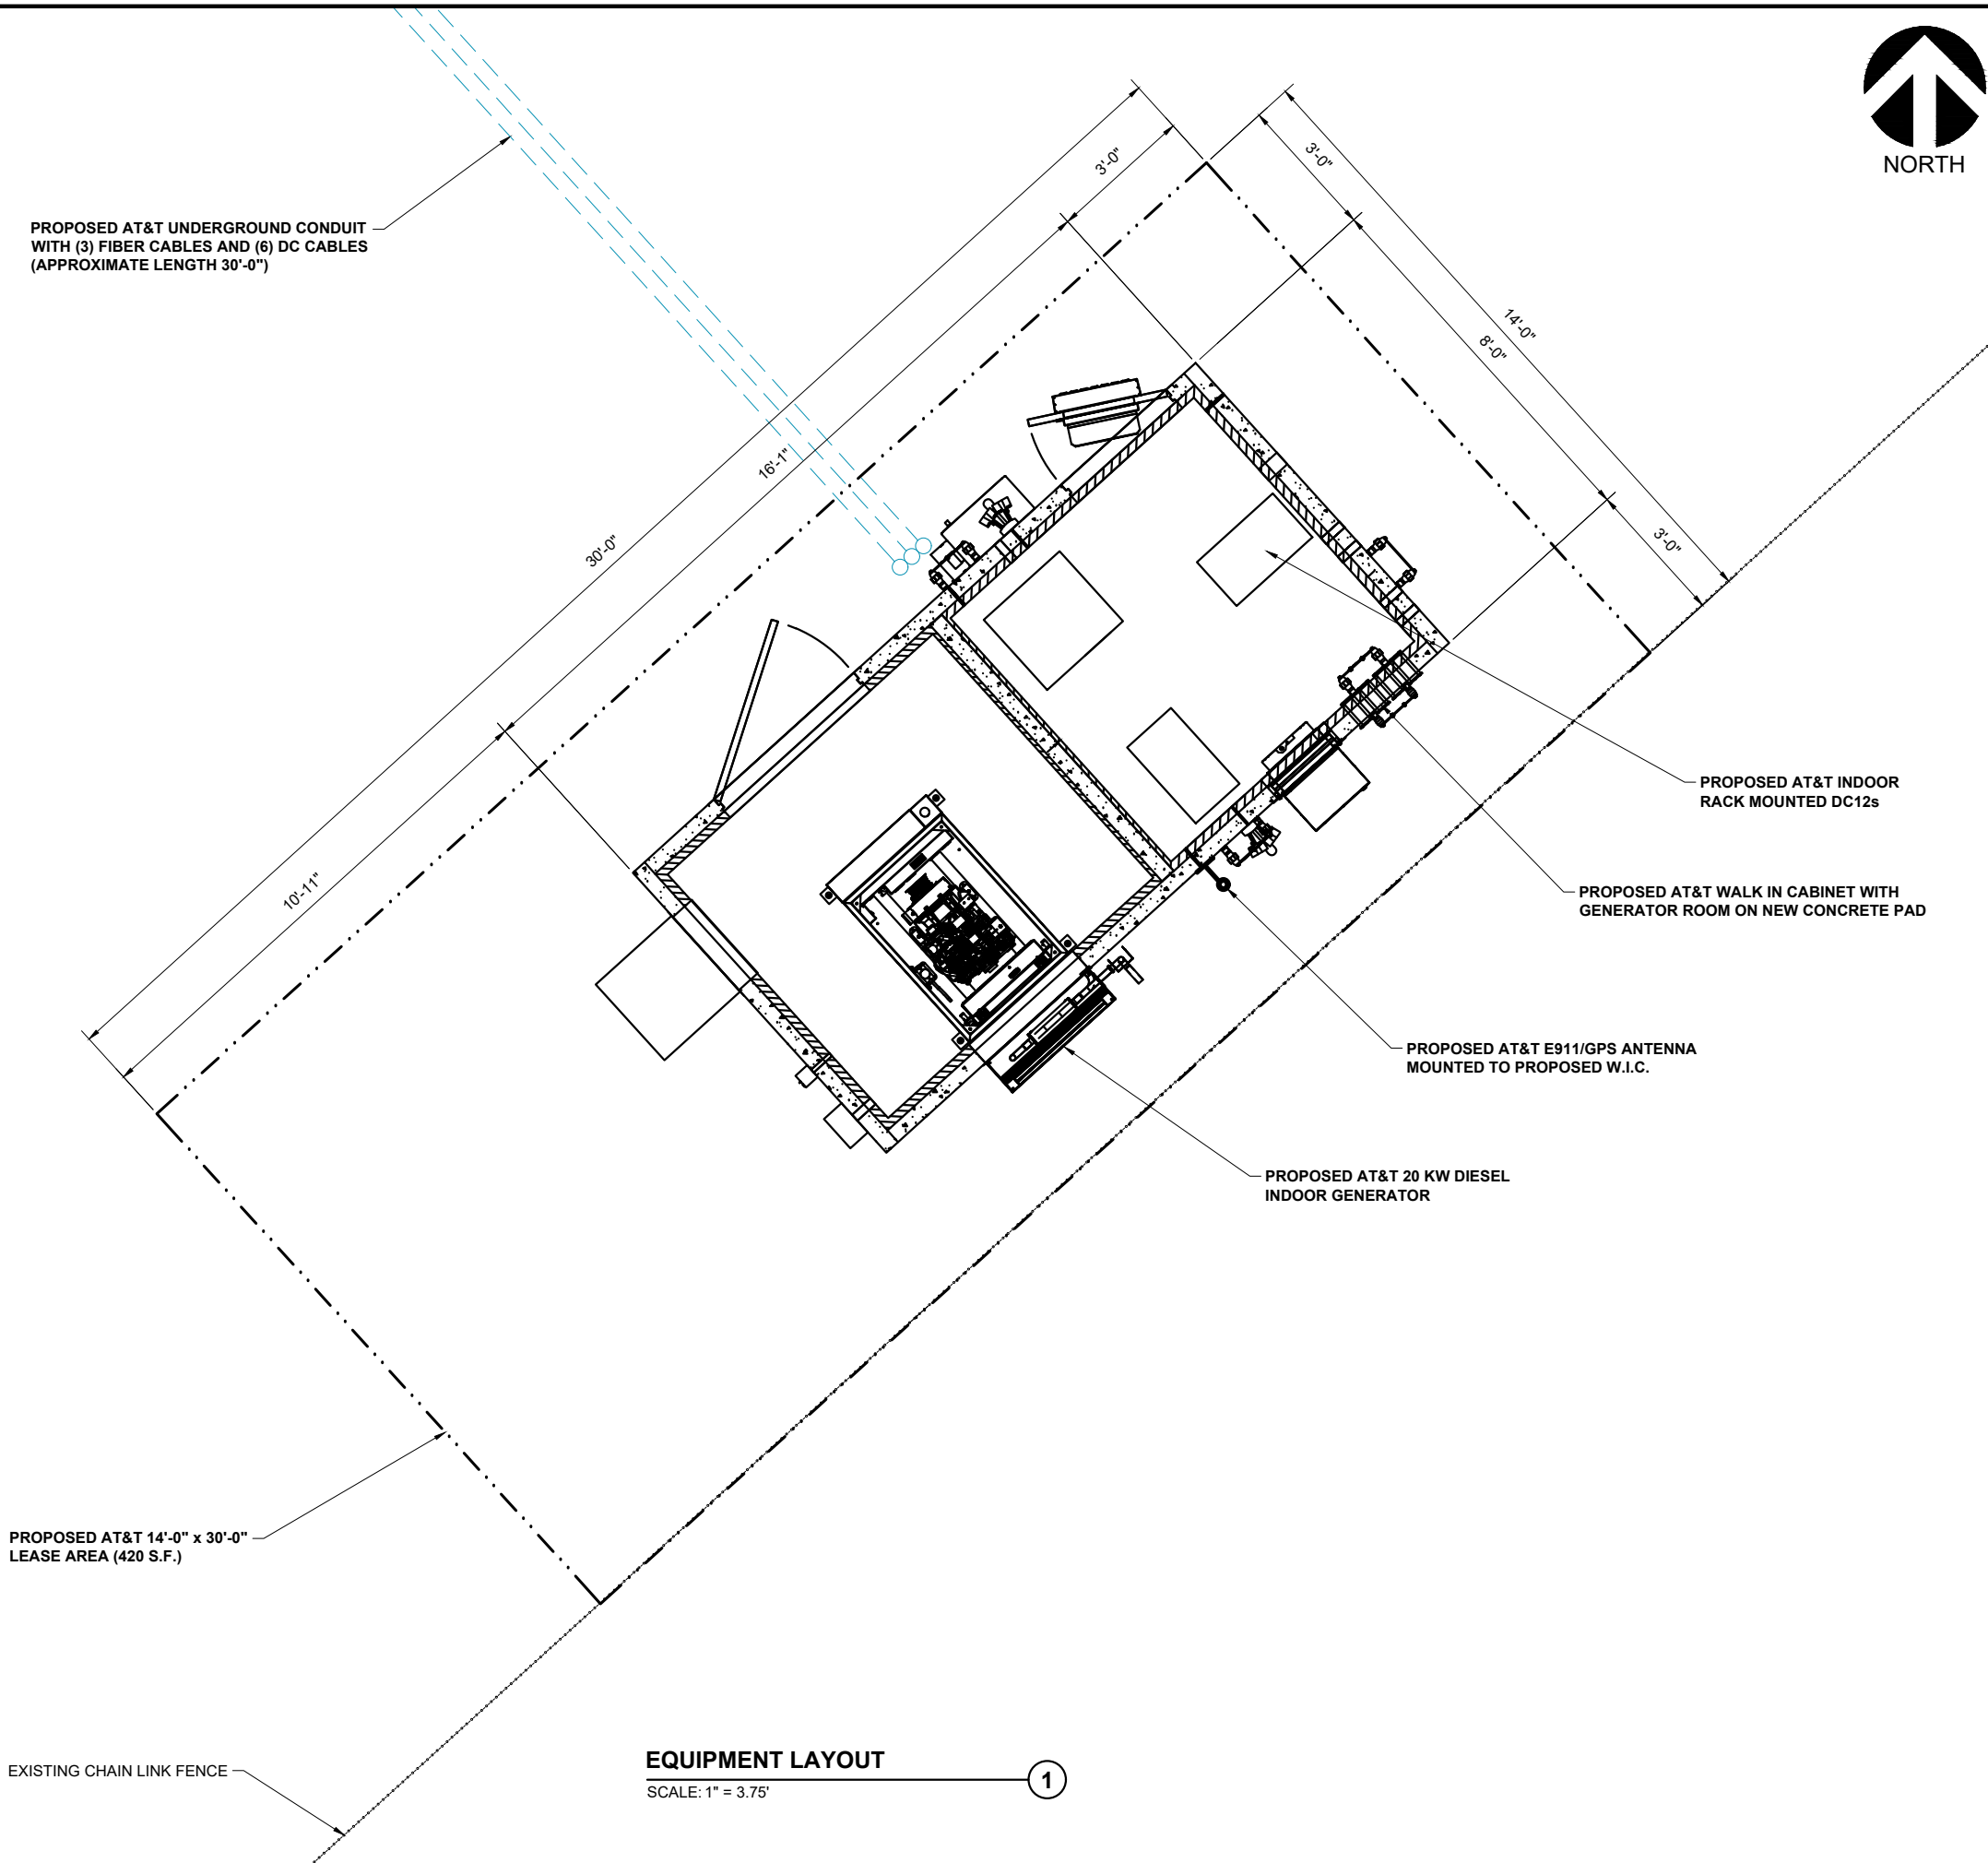 NORTH
PROPOSED AT&T UNDERGROUND CONDUIT
WITH (3) FIBER CABLES AND (6) DC CABLES
(APPROXIMATE LENGTH 30'-0")
3'-0"
3'-0"
14'-0"
8'-0"
3'-0"
16'-1"
30'-0"
10'-11"
PROPOSED AT&T INDOOR
RACK MOUNTED DC12s
PROPOSED AT&T WALK IN CABINET WITH
GENERATOR ROOM ON NEW CONCRETE PAD
PROPOSED AT&T E911/GPS ANTENNA
MOUNTED TO PROPOSED W.I.C.
PROPOSED AT&T 20 KW DIESEL
INDOOR GENERATOR
PROPOSED AT&T 14'-0" x 30'-0"
LEASE AREA (420 S.F.)
EXISTING CHAIN LINK FENCE
EQUIPMENT LAYOUT
SCALE: 1" = 3.75'
1